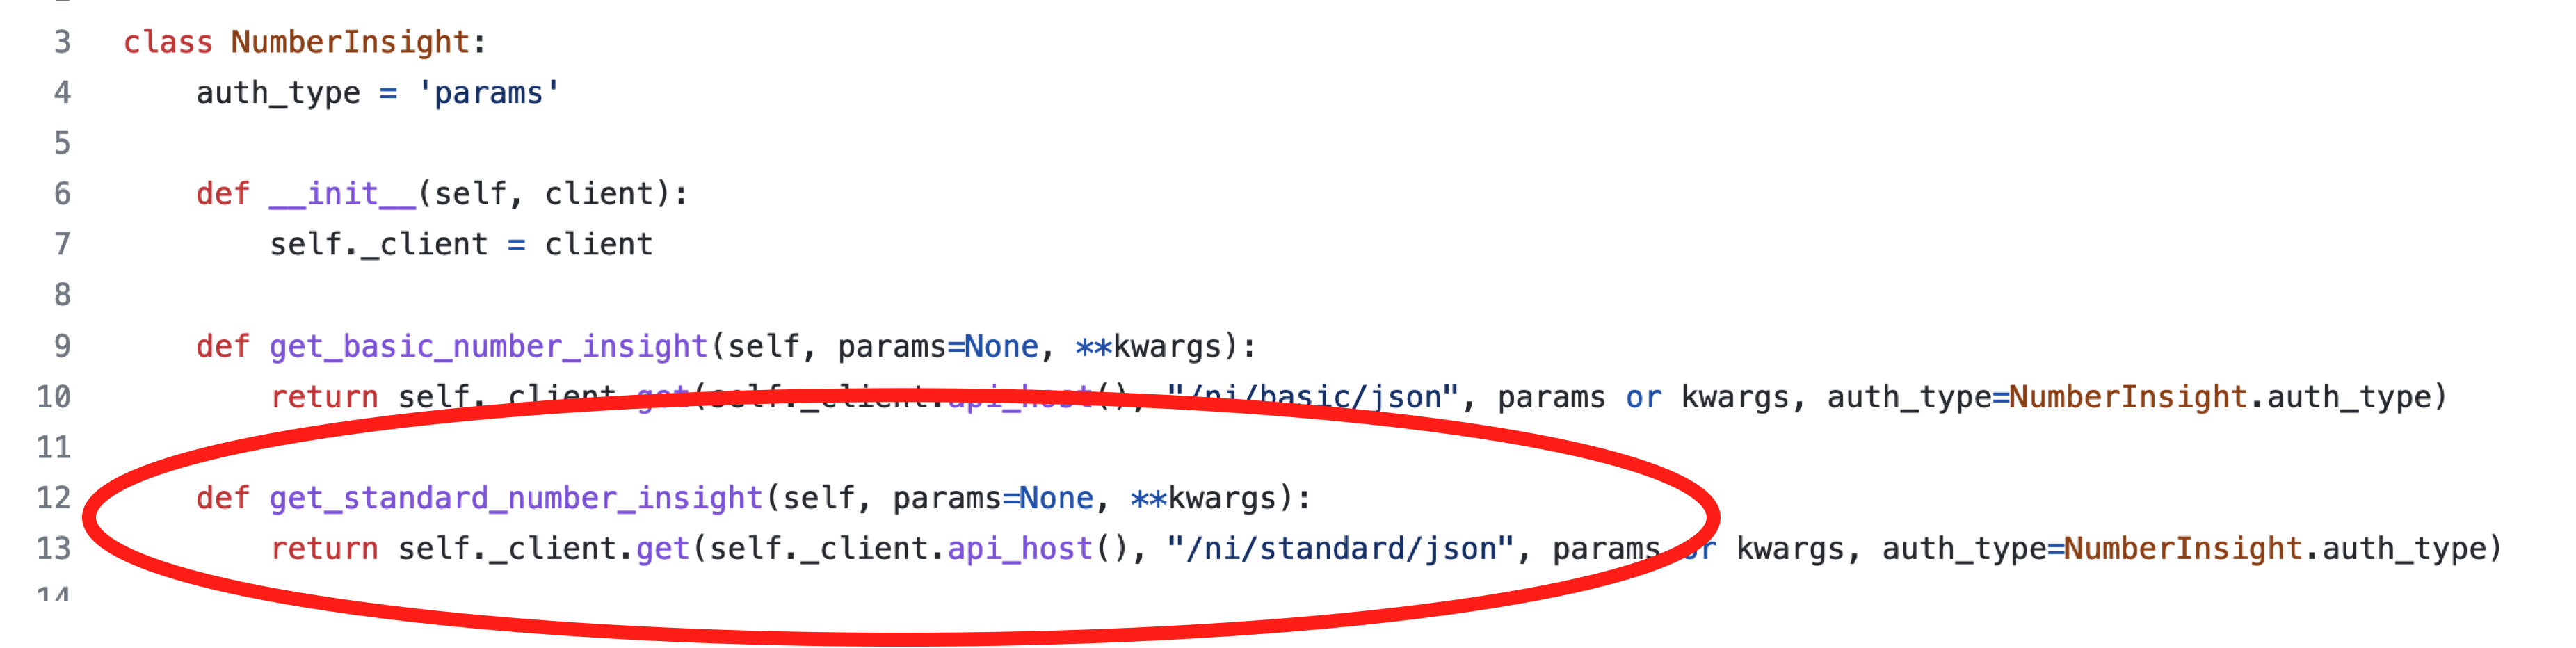 3 class NumberInsight:
4 auth_type = 'params'
5
6 def __init__(self, client):
7 self._client = client
8
9 def get_basic_number_insight(self, params=None, **kwargs):
10 return self._client.get(self._client.api_host(), "/ni/basic/json", params or kwargs, auth_type=NumberInsight.auth_type)
11
12 def get_standard_number_insight(self, params=None, **kwargs):
13 return self._client.get(self._client.api_host(), "/ni/standard/json", params or kwargs, auth_type=NumberInsight.auth_type)
14